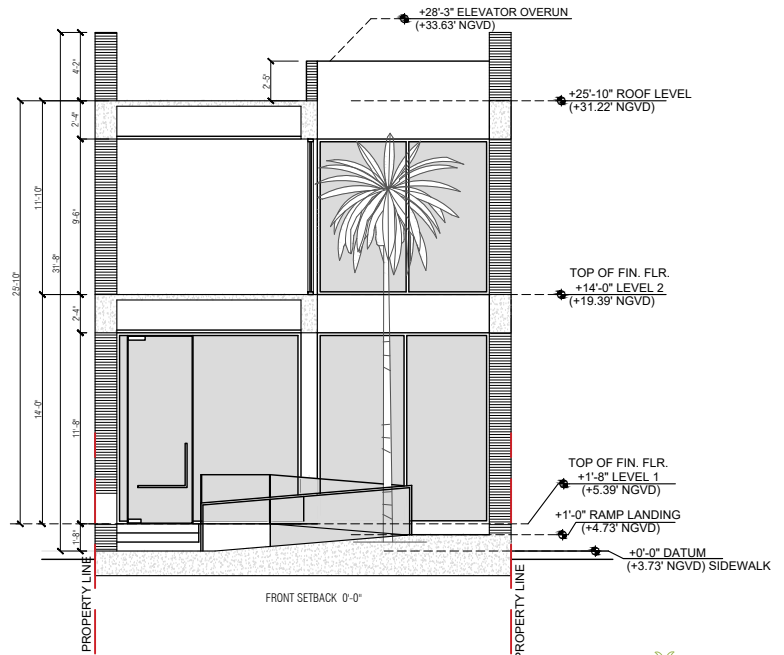 +28'-3" ELEVATOR OVERUN
(+33.63' NGVD)
4'-2"
2'-5"
+25'-10" ROOF LEVEL
(+31.22' NGVD)
2'-4"
11'-10"
9'-6"
31'-8"
25'-10"
TOP OF FIN. FLR.
+14'-0" LEVEL 2
(+19.39' NGVD)
2'-4"
14'-0"
11'-8"
TOP OF FIN. FLR.
+1'-8" LEVEL 1
(+5.39' NGVD)
+1'-0" RAMP LANDING
(+4.73' NGVD)
1'-8"
+0'-0" DATUM
(+3.73' NGVD) SIDEWALK
PROPERTY LINE
FRONT SETBACK 0'-0"
PROPERTY LINE